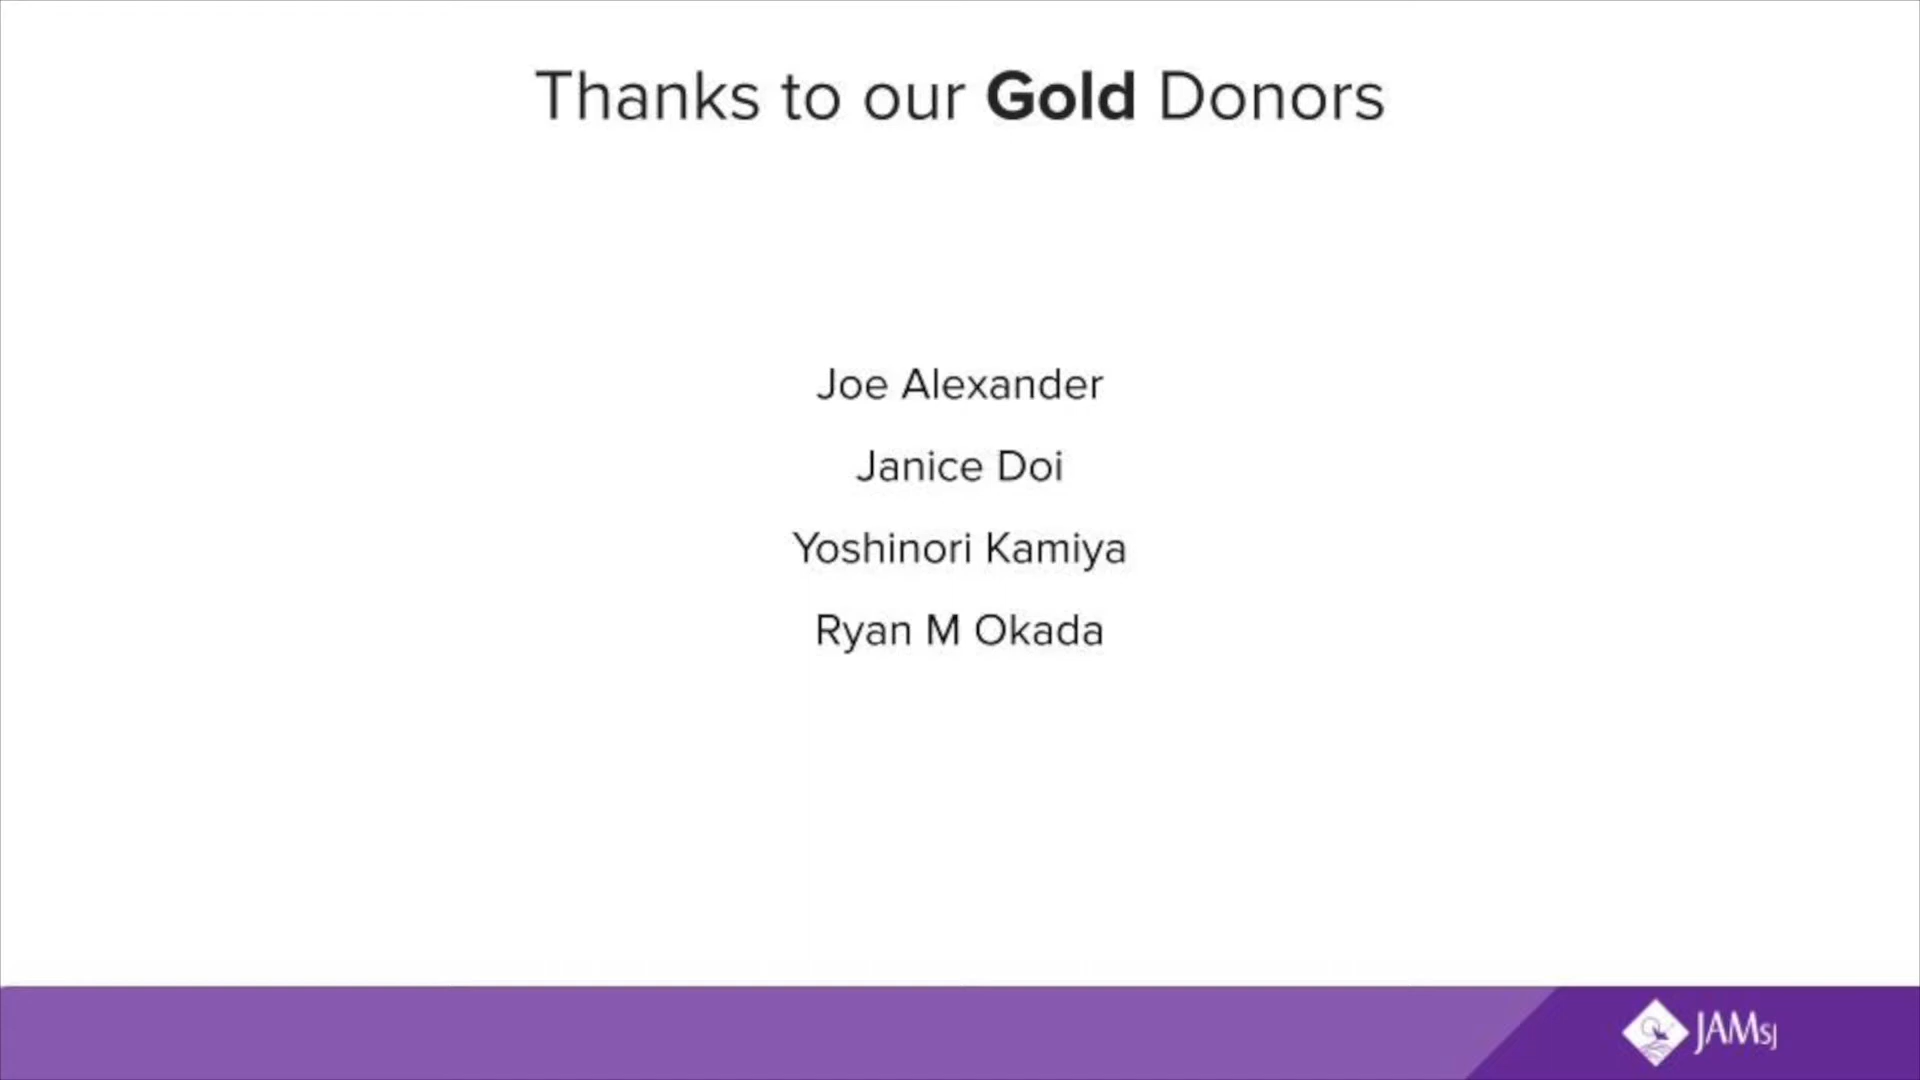 Thanks to our Gold Donors
Joe Alexander
Janice Doi
Yoshinori Kamiya
Ryan M Okada
JAMsj